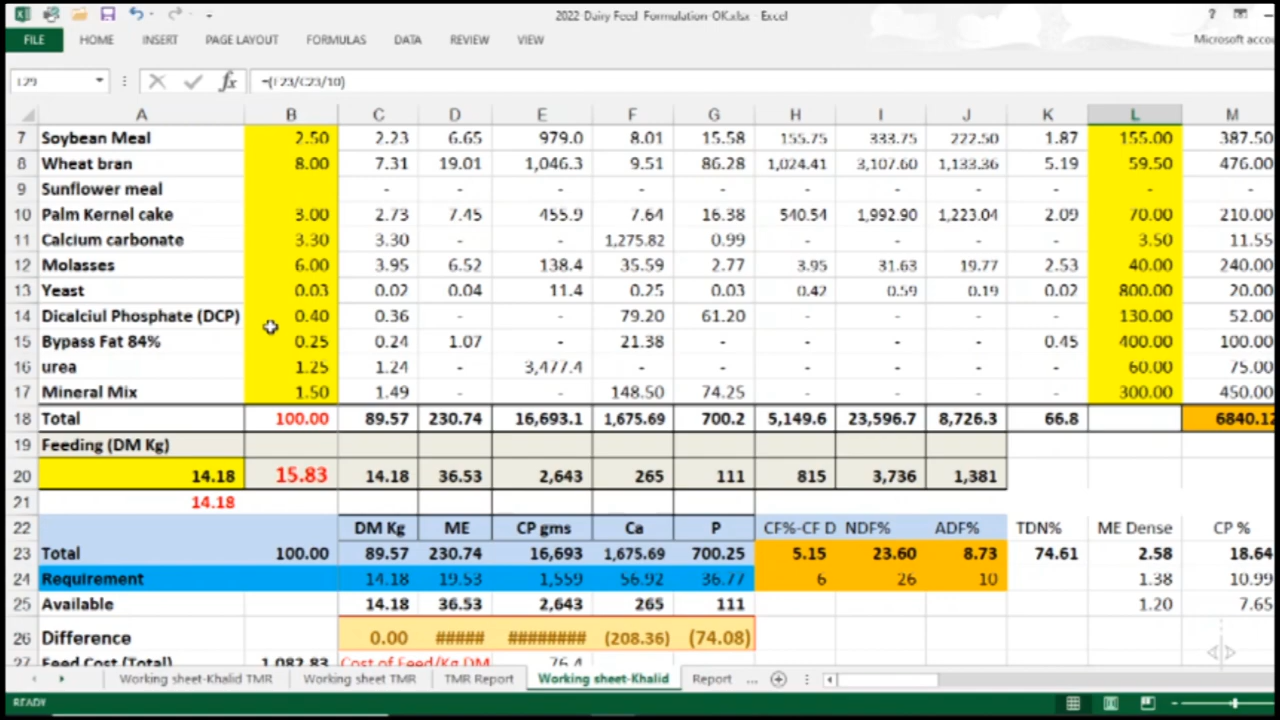 2022-Dairy Feed Formulation-OK.xlsx - Excel
?
FILE HOME INSERT PAGE LAYOUT FORMULAS DATA REVIEW VIEW
fx
A B C D E F G H I J K L M
7 Soybean Meal 2.50 2.23 6.65 979.0 8.01 15.58 155.75 333.75 222.50 1.87 155.00 387.50
8 Wheat bran 8.00 7.31 19.01 1,046.3 9.51 86.28 1,024.41 3,107.60 1,133.36 5.19 59.50 476.00
9 Sunflower meal - - - - - - - - - - -
10 Palm Kernel cake 3.00 2.73 7.45 455.9 7.64 16.38 540.54 1,992.90 1,223.04 2.09 70.00 210.00
11 Calcium carbonate 3.30 3.30 - - 1,275.82 0.99 - - - - 3.50 11.55
12 Molasses 6.00 3.95 6.52 138.4 35.59 2.77 3.95 31.63 19.77 2.53 40.00 240.00
13 Yeast 0.03 0.02 0.04 11.4 0.25 0.03 0.42 0.59 0.19 0.02 800.00 20.00
14 Dicalciul Phosphate (DCP) 0.40 0.36 - - 79.20 61.20 - - - - 130.00 52.00
15 Bypass Fat 84% 0.25 0.24 1.07 - 21.38 - - - - 0.45 400.00 100.00
16 urea 1.25 1.24 - 3,477.4 - - - - - - 60.00 75.00
17 Mineral Mix 1.50 1.49 - - 148.50 74.25 - - - - 300.00 450.00
18 Total 100.00 89.57 230.74 16,693.1 1,675.69 700.2 5,149.6 23,596.7 8,726.3 66.8 6840.12
19 Feeding (DM Kg)
20 14.18 15.83 14.18 36.53 2,643 265 111 815 3,736 1,381
21 14.18
22 DM Kg ME CP gms Ca P CF%-CF D NDF% ADF% TDN% ME Dense CP %
23 Total 100.00 89.57 230.74 16,693 1,675.69 700.25 5.15 23.60 8.73 74.61 2.58 18.64
24 Requirement 14.18 19.53 1,559 56.92 36.77 6 26 10 1.38 10.99
25 Available 14.18 36.53 2,643 265 111 1.20 7.65
26 Difference 0.00 ##### ######## (208.36) (74.08)
27 Feed Cost (Total) 1,082.83 Cost of Feed/Kg DM 76.4
Working sheet-Khalid TMR Working sheet TMR TMR Report Working sheet-Khalid Report ...
READY